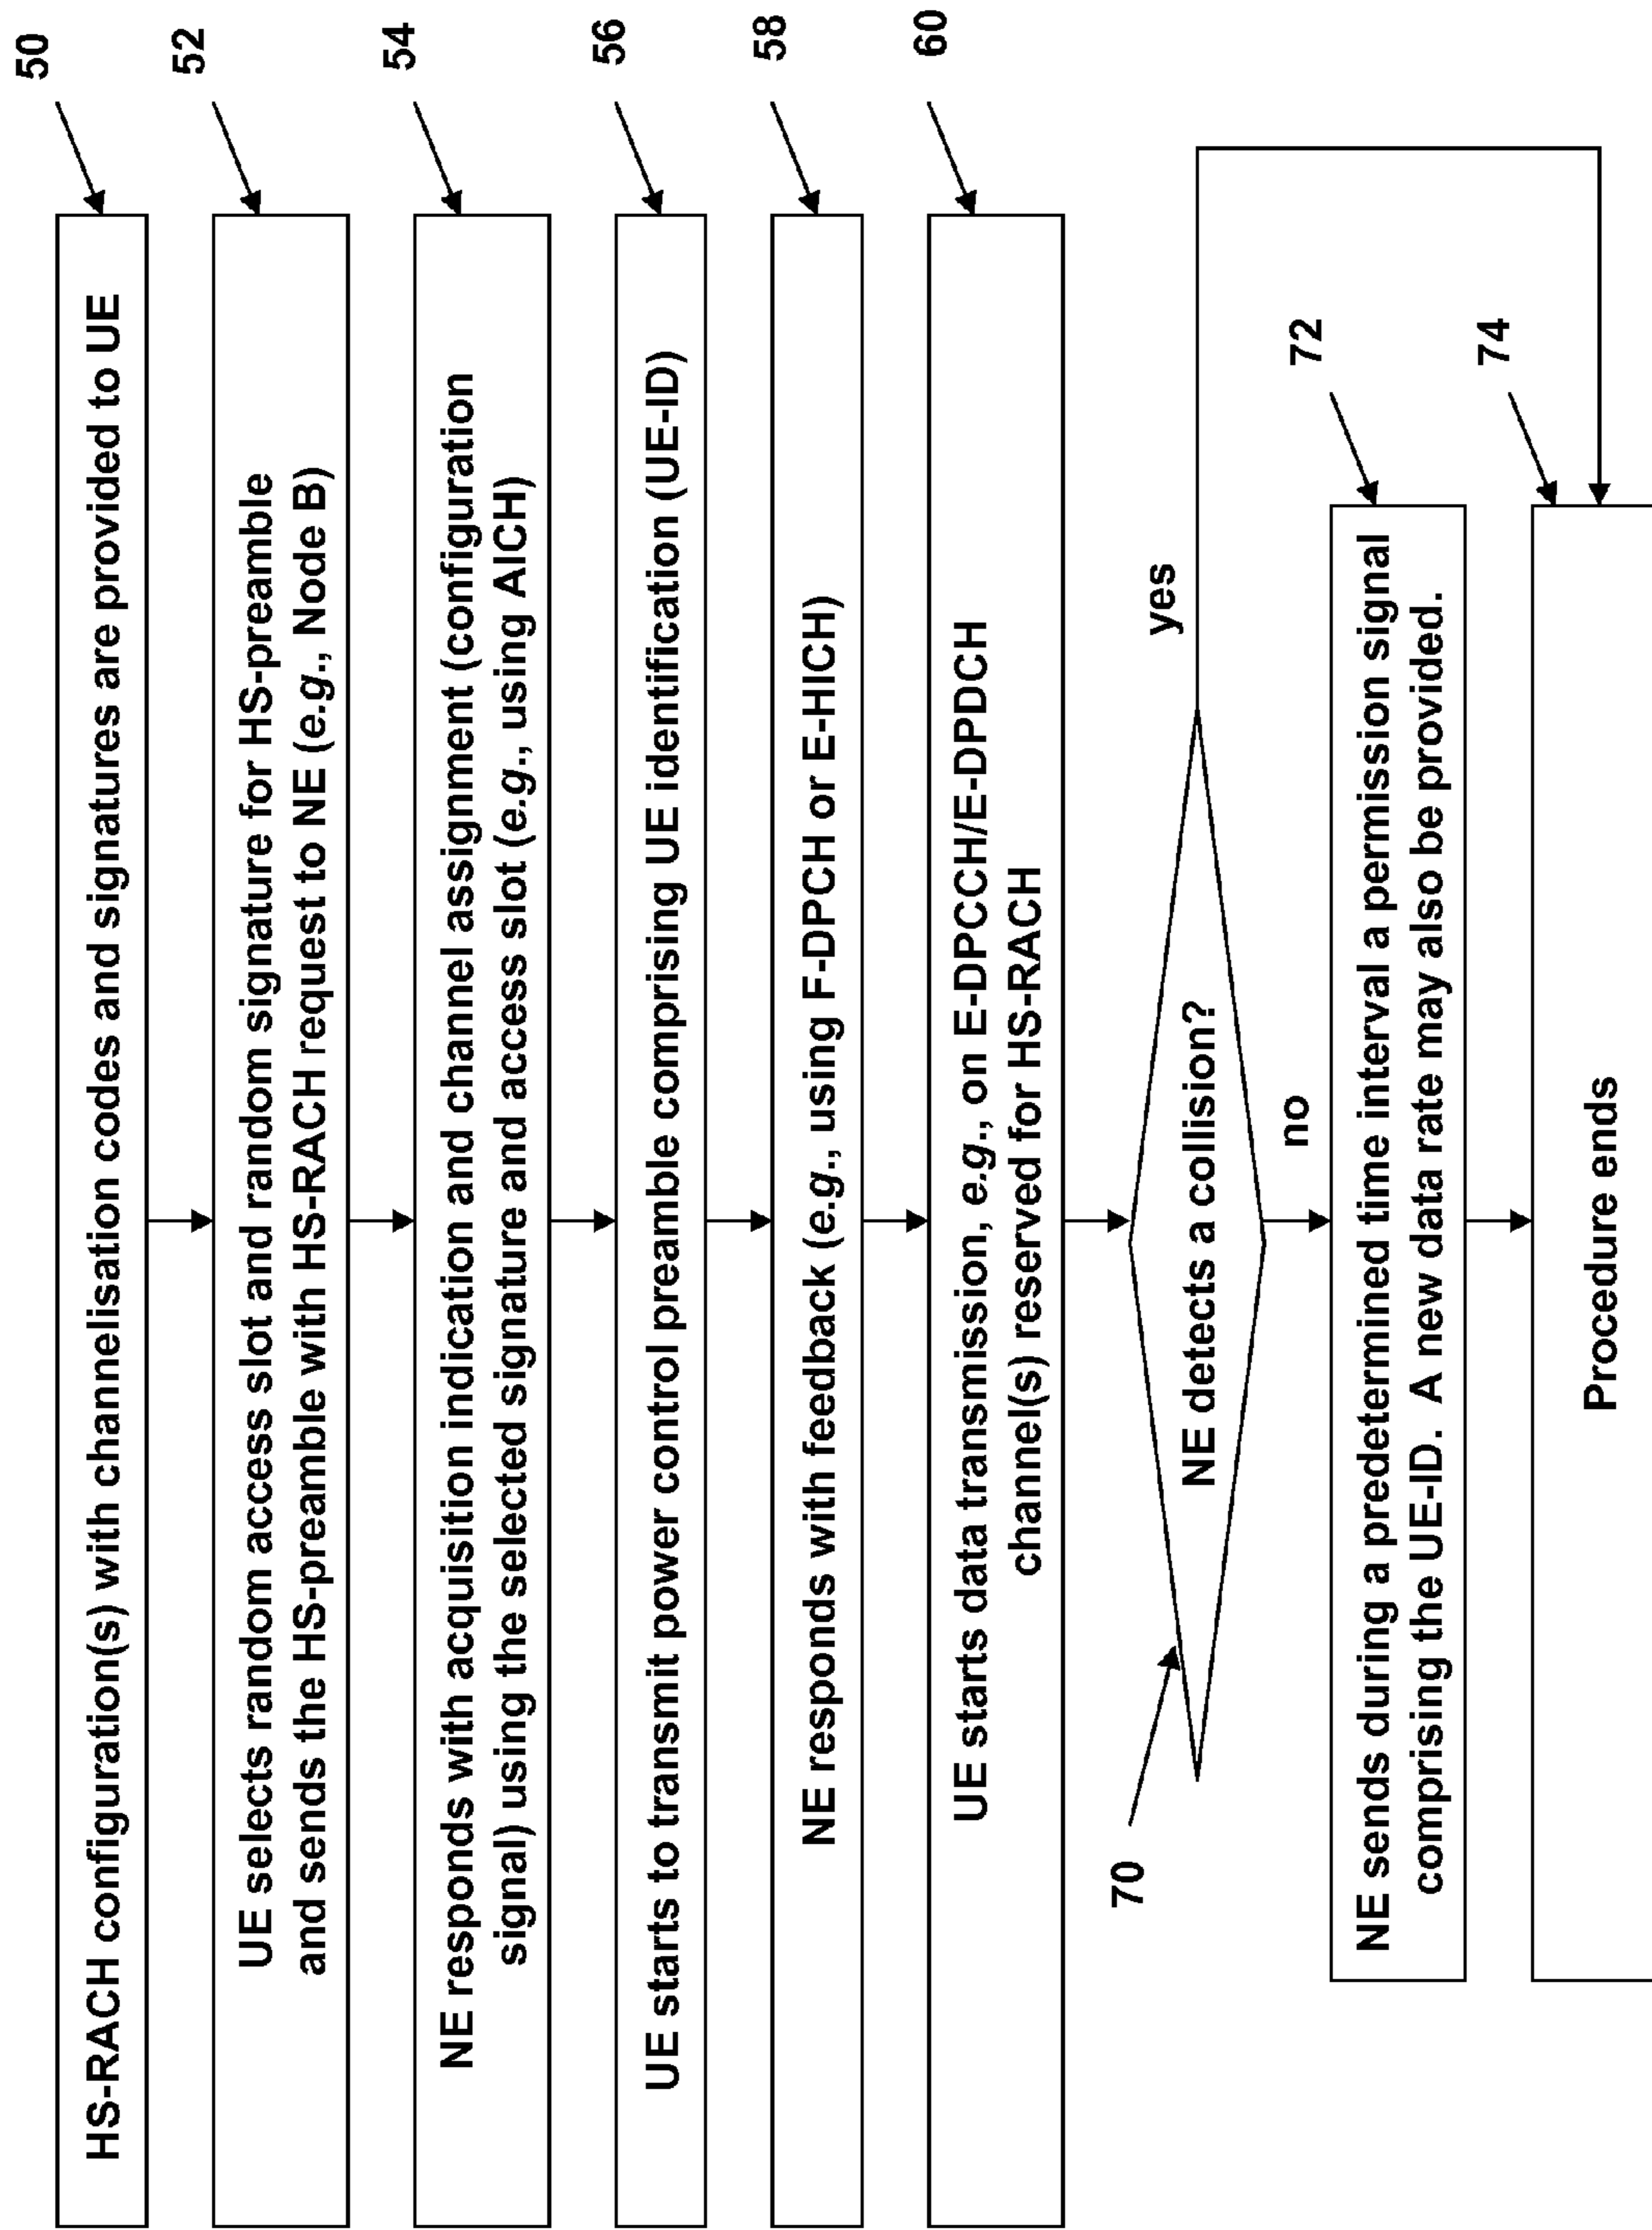 50
HS-RACH configuration(s) with channelisation codes and signatures are provided to UE
52
UE selects random access slot and random signature for HS-preamble
and sends the HS-preamble with HS-RACH request to NE (e.g., Node B)
54
NE responds with acquisition indication and channel assignment (configuration
signal) using the selected signature and access slot (e.g., using AICH)
56
UE starts to transmit power control preamble comprising UE identification (UE-ID)
58
NE responds with feedback (e.g., using F-DPCH or E-HICH)
60
UE starts data transmission, e.g., on E-DPCCH/E-DPDCH
channel(s) reserved for HS-RACH
70
NE detects a collision?
yes
no
72
NE sends during a predetermined time interval a permission signal
comprising the UE-ID. A new data rate may also be provided.
74
Procedure ends